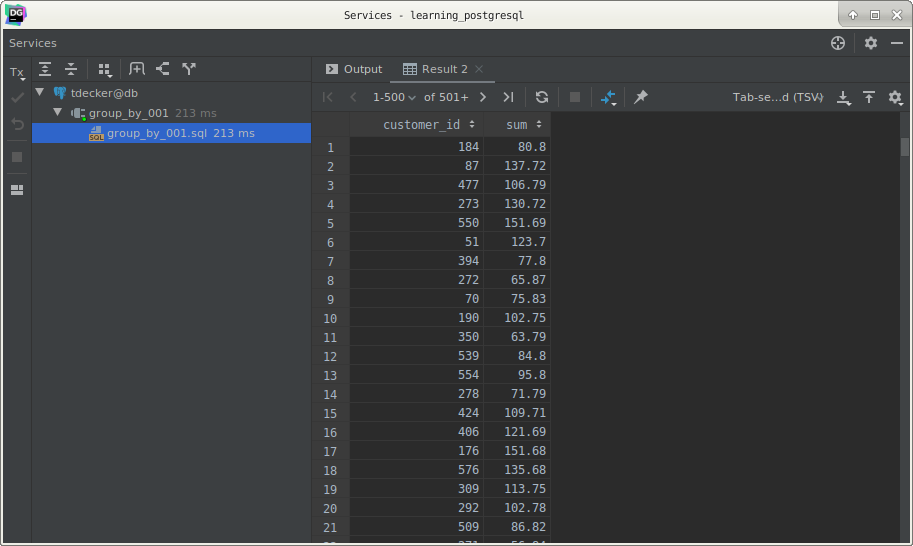 DG
Services - learning_postgresql
Services
Tx
Output
Result 2
1-500
of 501+
Tab-se...d (TSV)
tdecker@db
group_by_001 213 ms
SQL
group_by_001.sql 213 ms
customer_id sum
1 184 80.8
2 87 137.72
3 477 106.79
4 273 130.72
5 550 151.69
6 51 123.7
7 394 77.8
8 272 65.87
9 70 75.83
10 190 102.75
11 350 63.79
12 539 84.8
13 554 95.8
14 278 71.79
15 424 109.71
16 406 121.69
17 176 151.68
18 576 135.68
19 309 113.75
20 292 102.78
21 509 86.82